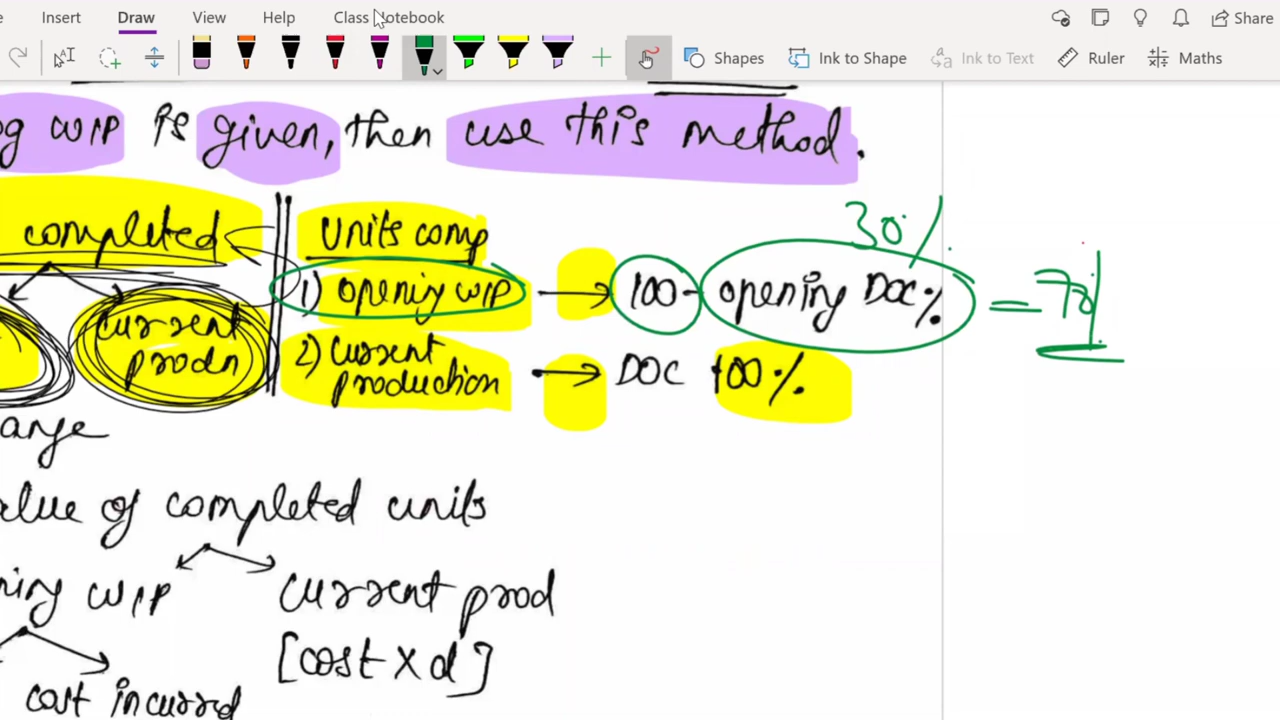 Insert Draw View Help Class Notebook Share
Shapes Ink to Shape Ink to Text Ruler Maths
g WIP is given, then use this method.
30%
completed Units comp
1) opening WIP → 100 - opening DOC% = 70
current prodn
2) Current production → DOC 100%
ange
alue of completed units
ning WIP current prod
[cost x d]
cost incurred